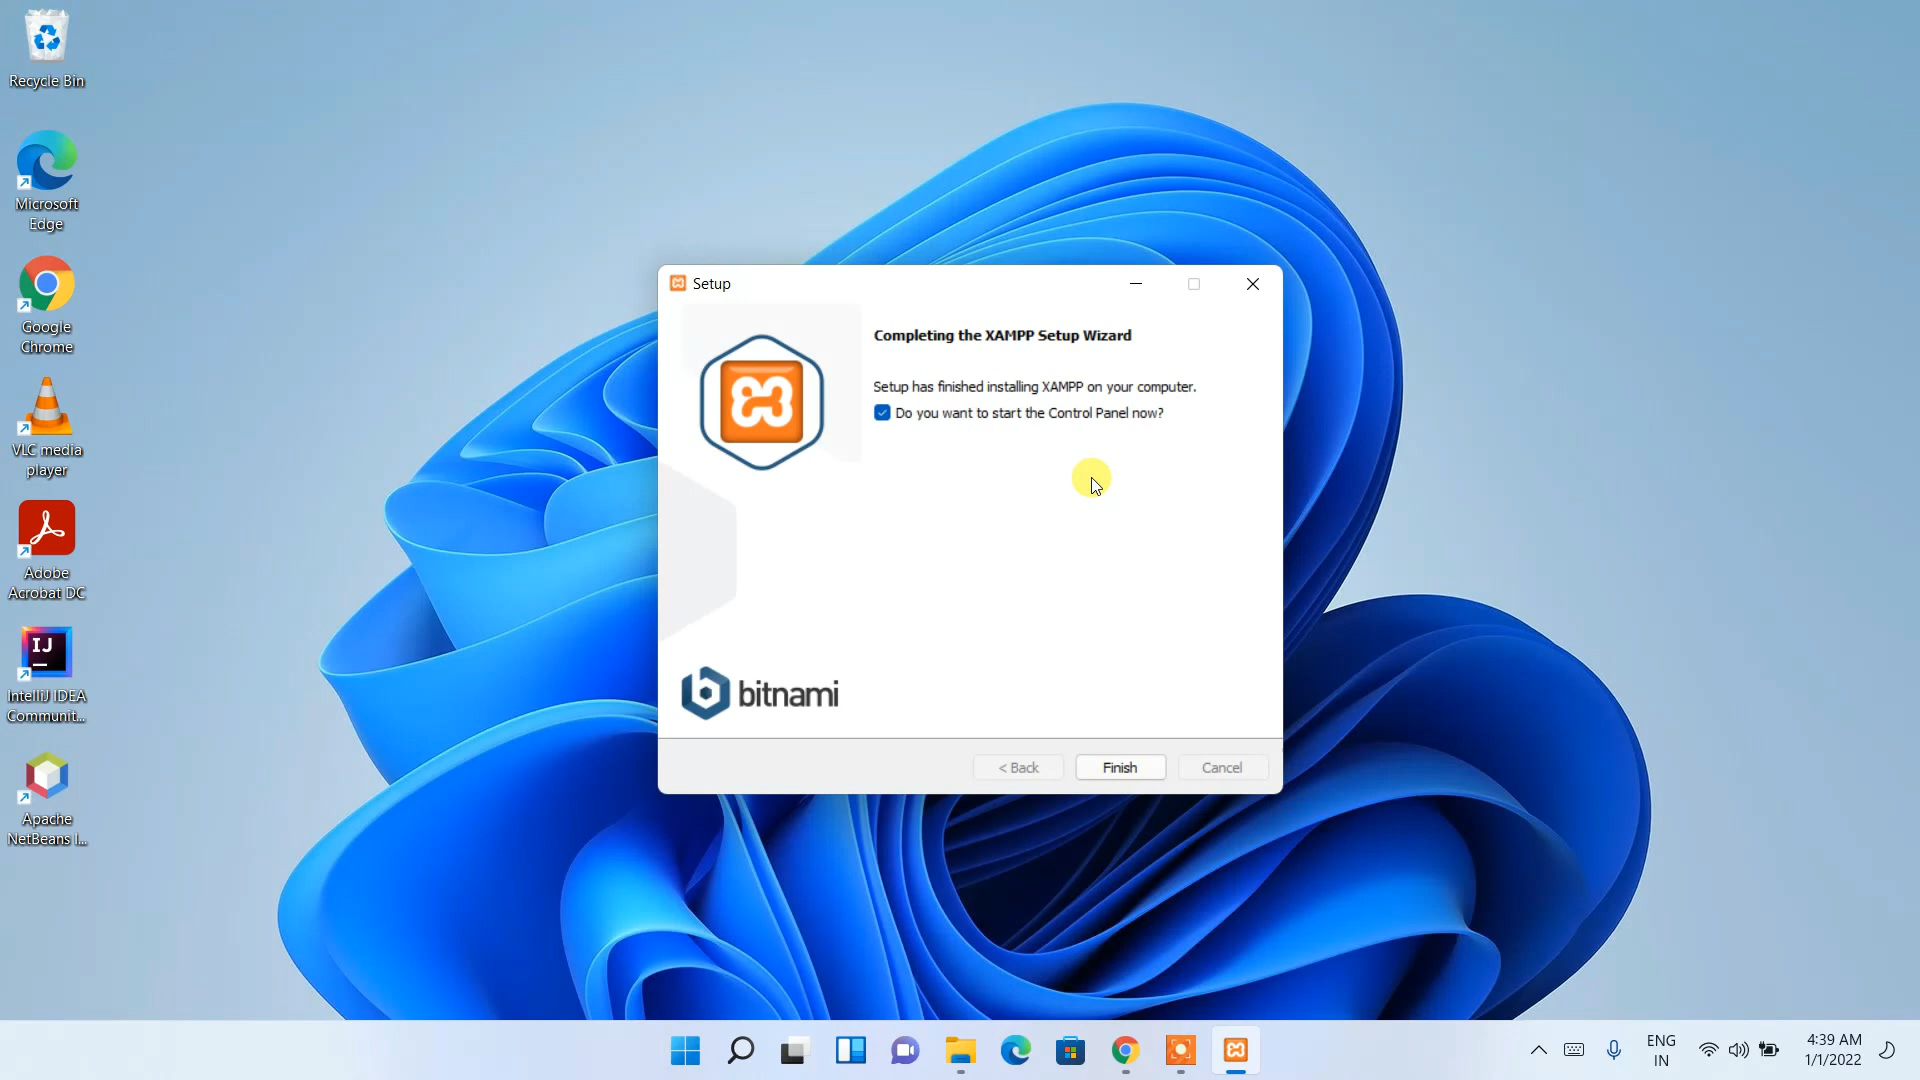 Recycle Bin
Microsoft
Edge
Google
Chrome
VLC media
player
Adobe
Acrobat DC
IJ
IntelliJ IDEA
Communit...
Apache
NetBeans I...
Setup
Completing the XAMPP Setup Wizard
Setup has finished installing XAMPP on your computer.
Do you want to start the Control Panel now?
bitnami
< Back
Finish
Cancel
ENG
IN
4:39 AM
1/1/2022